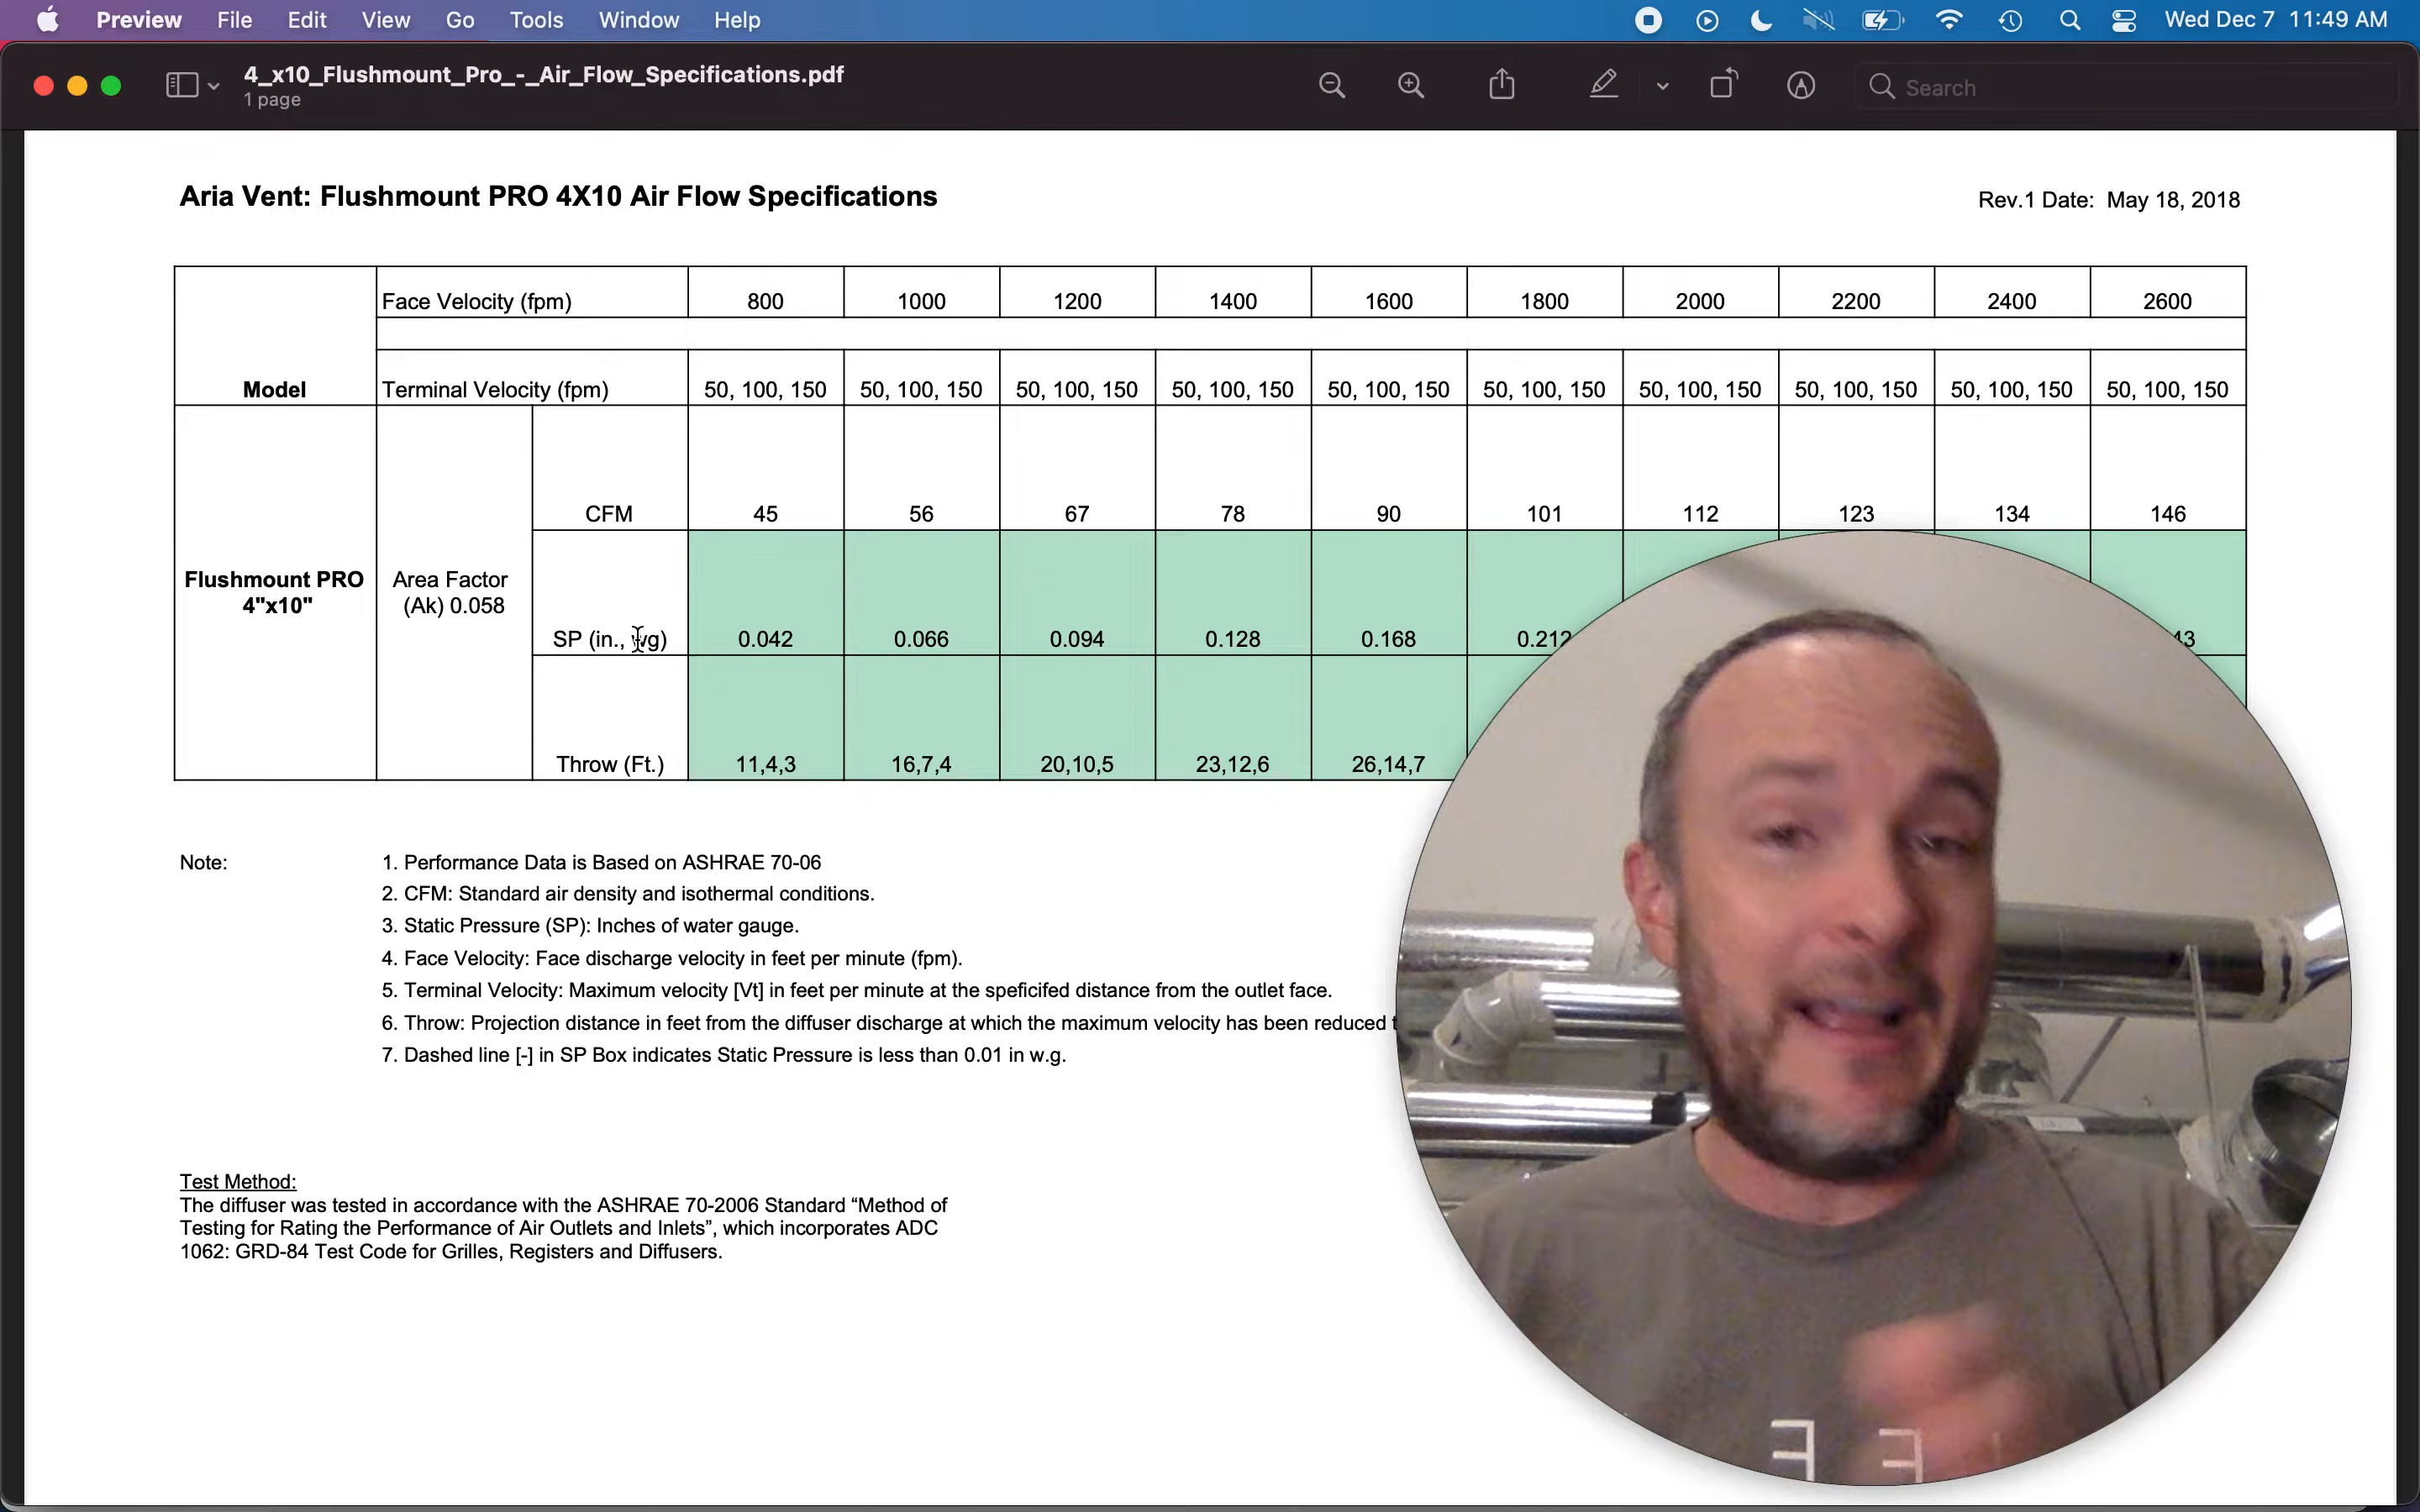 Preview File Edit View Go Tools Window Help Wed Dec 7 11:49 AM
4_x10_Flushmount_Pro_-_Air_Flow_Specifications.pdf
1 page
Search
Aria Vent: Flushmount PRO 4X10 Air Flow Specifications
Rev.1 Date: May 18, 2018
Face Velocity (fpm) 800 1000 1200 1400 1600 1800 2000 2200 2400 2600
Model Terminal Velocity (fpm) 50, 100, 150 50, 100, 150 50, 100, 150 50, 100, 150 50, 100, 150 50, 100, 150 50, 100, 150 50, 100, 150 50, 100, 150 50, 100, 150
CFM 45 56 67 78 90 101 112 123 134 146
Flushmount PRO
4"x10"
Area Factor
(Ak) 0.058
SP (in., wg) 0.042 0.066 0.094 0.128 0.168 0.212
Throw (Ft.) 11,4,3 16,7,4 20,10,5 23,12,6 26,14,7
Note:
1. Performance Data is Based on ASHRAE 70-06
2. CFM: Standard air density and isothermal conditions.
3. Static Pressure (SP): Inches of water gauge.
4. Face Velocity: Face discharge velocity in feet per minute (fpm).
5. Terminal Velocity: Maximum velocity [Vt] in feet per minute at the speficifed distance from the outlet face.
6. Throw: Projection distance in feet from the diffuser discharge at which the maximum velocity has been reduced
7. Dashed line [-] in SP Box indicates Static Pressure is less than 0.01 in w.g.
Test Method:
The diffuser was tested in accordance with the ASHRAE 70-2006 Standard “Method of
Testing for Rating the Performance of Air Outlets and Inlets”, which incorporates ADC
1062: GRD-84 Test Code for Grilles, Registers and Diffusers.